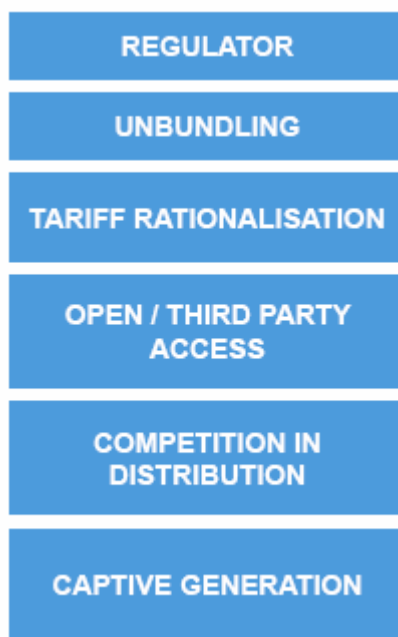 REGULATOR
UNBUNDLING
TARIFF RATIONALISATION
OPEN / THIRD PARTY
ACCESS
COMPETITION IN
DISTRIBUTION
CAPTIVE GENERATION